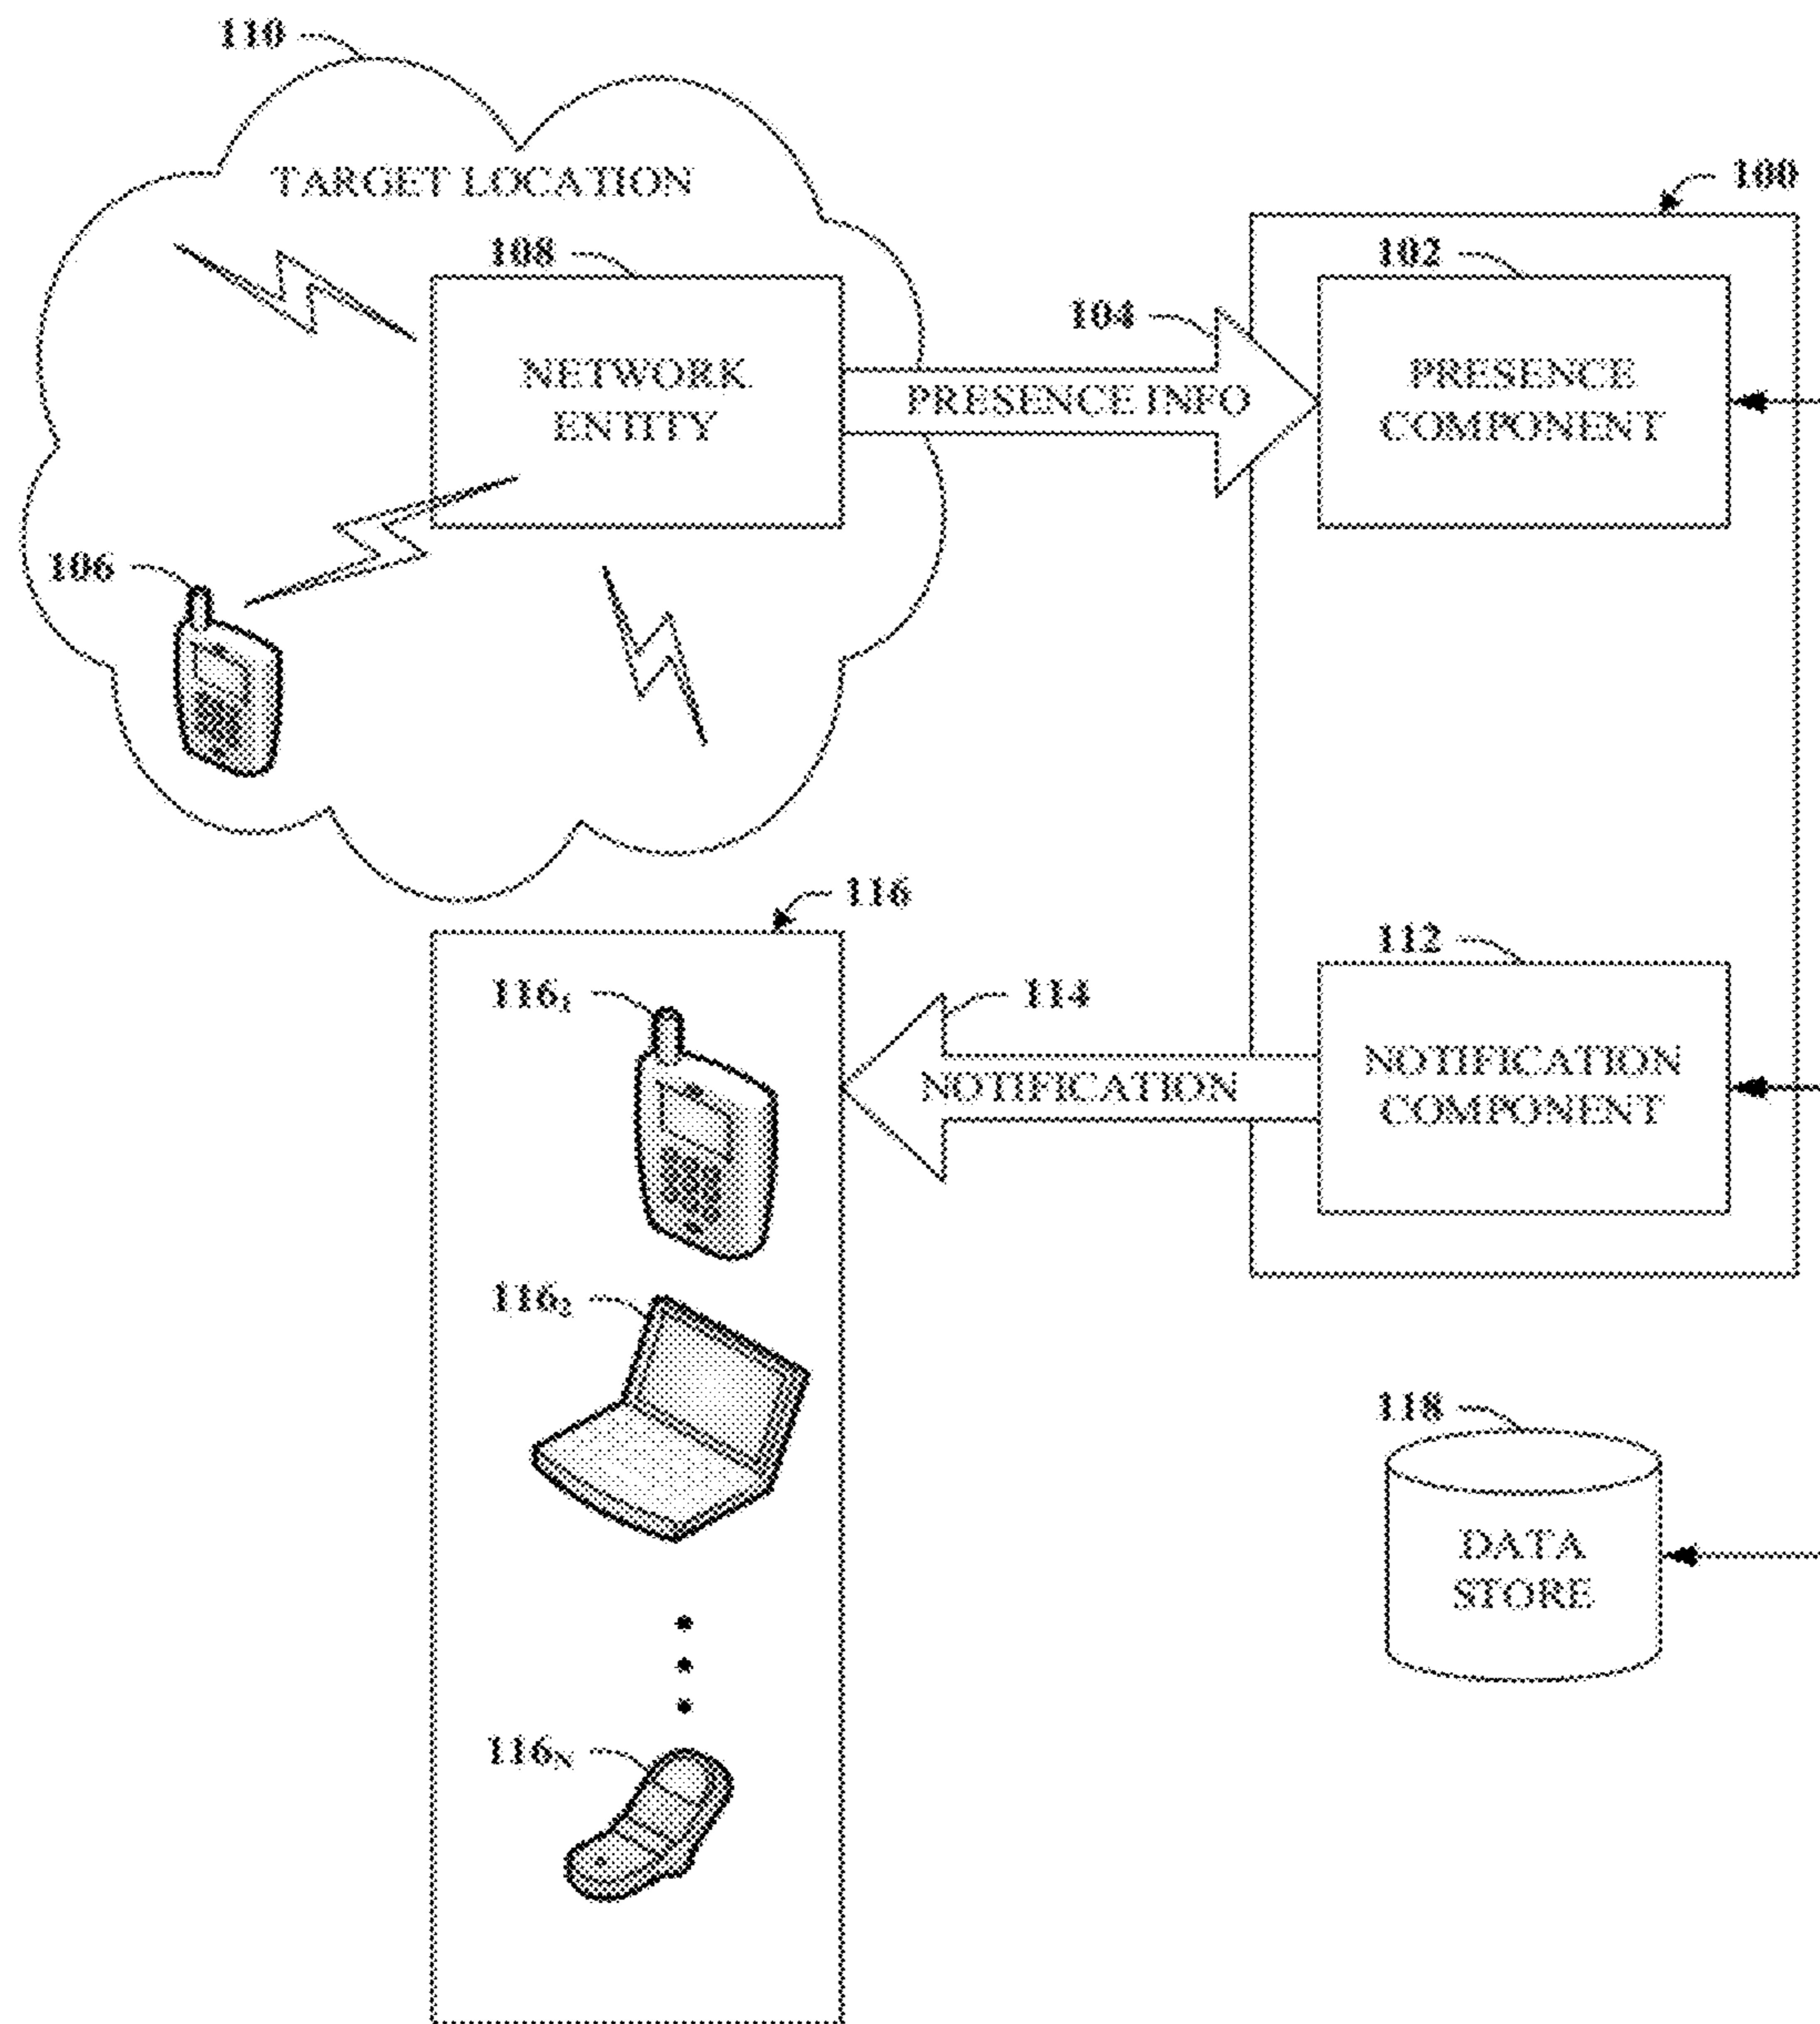 110
TARGET LOCATION
100
108
102
104
NETWORK
ENTITY
PRESENCE INFO
PRESENCE
COMPONENT
106
116
112
116₁
114
NOTIFICATION
NOTIFICATION
COMPONENT
116₂
118
DATA
STORE
116ₙ